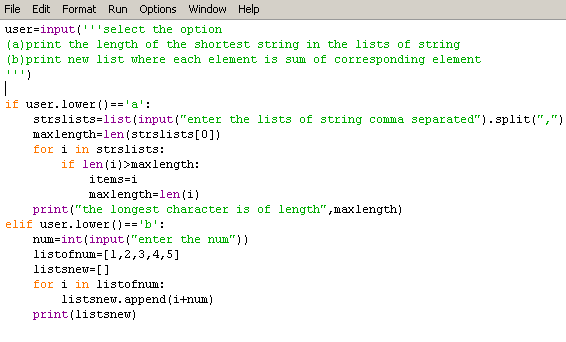 File Edit Format Run Options Windows Help
user=input('''select the option
(a)print the length of the shortest string in the lists of string
(b)print new list where each element is sum of corresponding element
''')
if user.lower()=='a':
    strslists=list(input("enter the lists of string comma separated").split(",")
    maxlength=len(strslists[0])
    for i in strslists:
        if len(i)>maxlength:
            items=i
            maxlength=len(i)
    print("the longest character is of length",maxlength)
elif user.lower()=='b':
    num=int(input("enter the num"))
    listofnum=[1,2,3,4,5]
    listsnew=[]
    for i in listofnum:
        listsnew.append(i+num)
    print(listsnew)